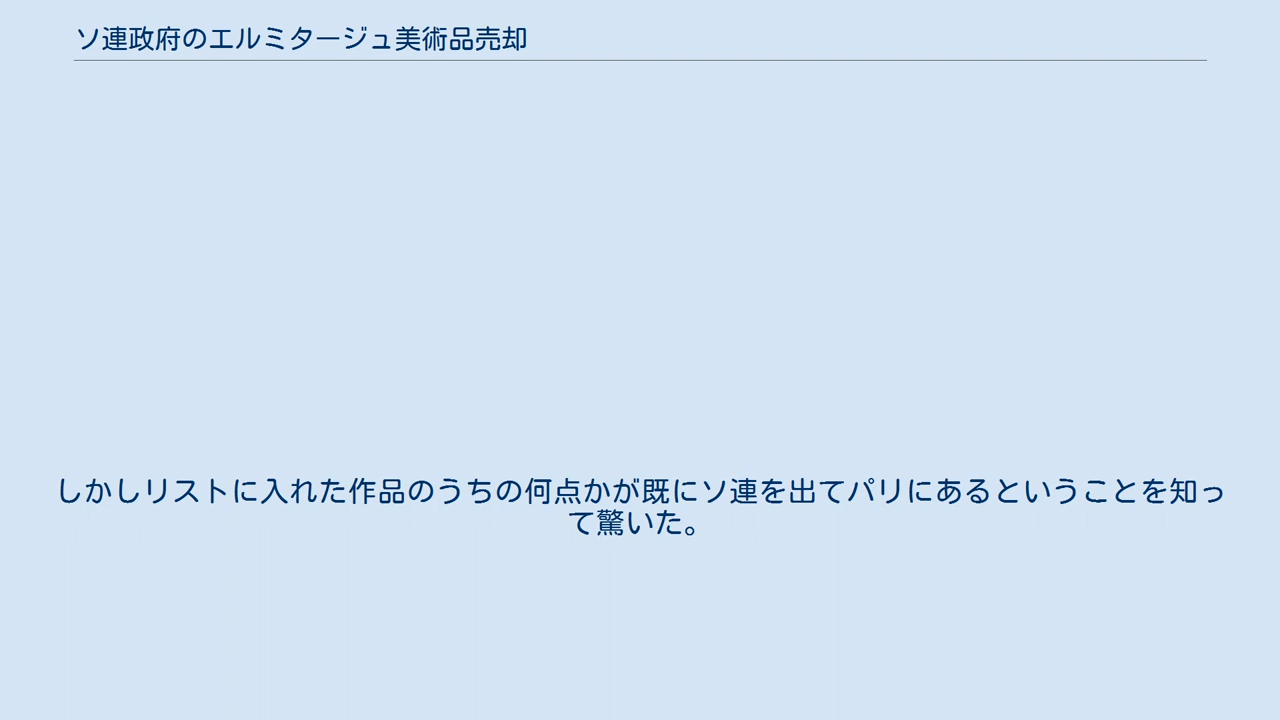 ソ連政府のエルミタージュ美術品売却
しかしリストに入れた作品のうちの何点かが既にソ連を出てパリにあるということを知っ
て驚いた。